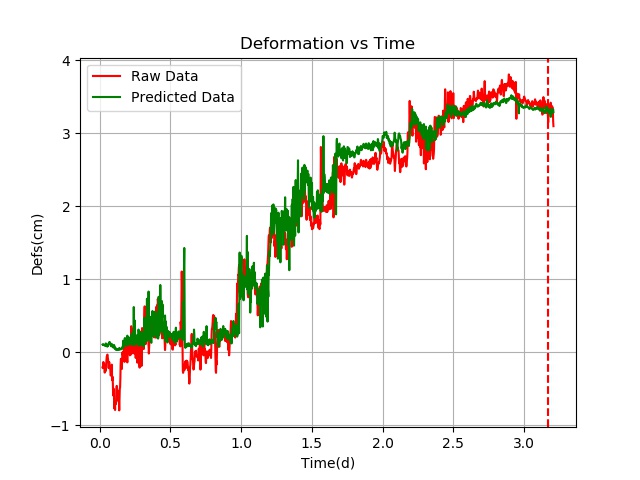 Deformation vs Time
Raw Data
Predicted Data
4
3
2
1
0
−1
Defs(cm)
0.0 0.5 1.0 1.5 2.0 2.5 3.0
Time(d)